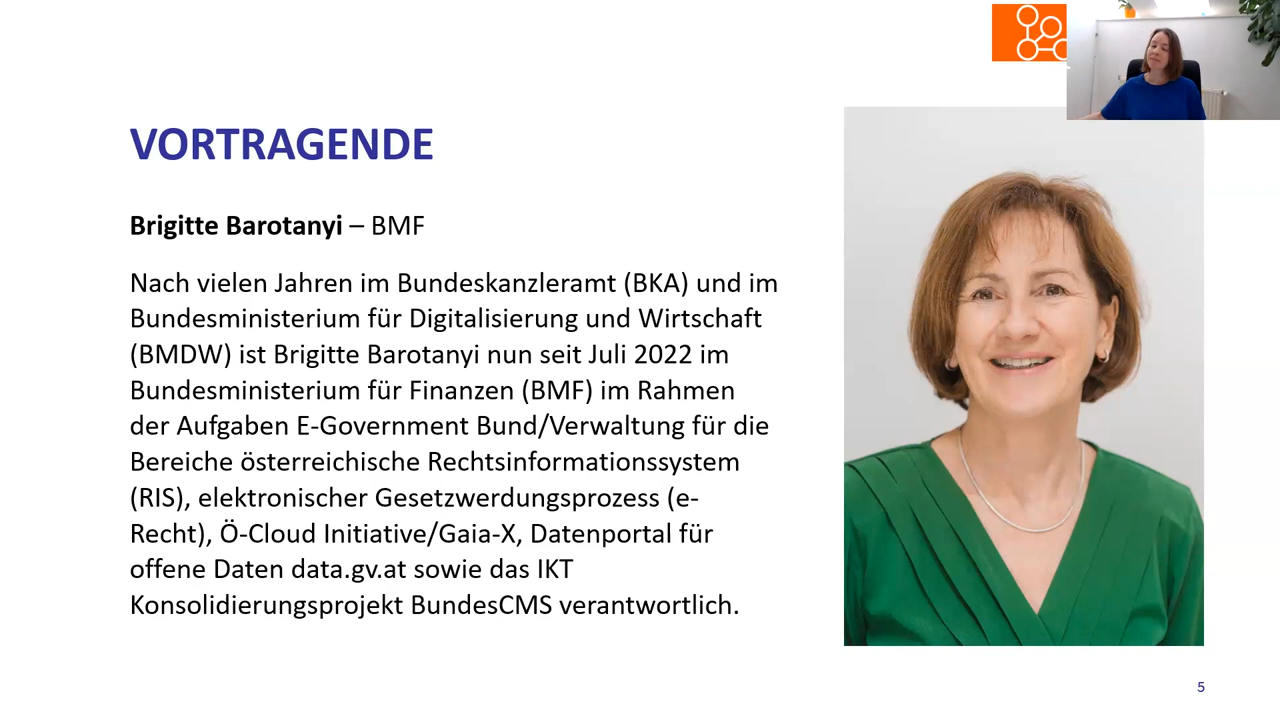 VORTRAGENDE
Brigitte Barotanyi – BMF
Nach vielen Jahren im Bundeskanzleramt (BKA) und im
Bundesministerium für Digitalisierung und Wirtschaft
(BMDW) ist Brigitte Barotanyi nun seit Juli 2022 im
Bundesministerium für Finanzen (BMF) im Rahmen
der Aufgaben E-Government Bund/Verwaltung für die
Bereiche österreichische Rechtsinformationssystem
(RIS), elektronischer Gesetzwerdungsprozess (e-
Recht), Ö-Cloud Initiative/Gaia-X, Datenportal für
offene Daten data.gv.at sowie das IKT
Konsolidierungsprojekt BundesCMS verantwortlich.
5